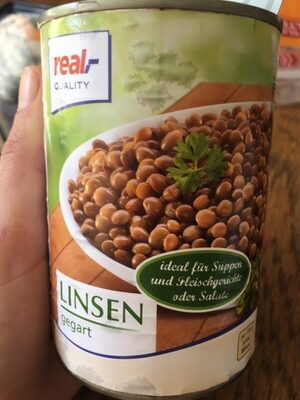 real,-
QUALITY
ideal für Suppen
und Fleischgerichte
oder Salate
LINSEN
gegart